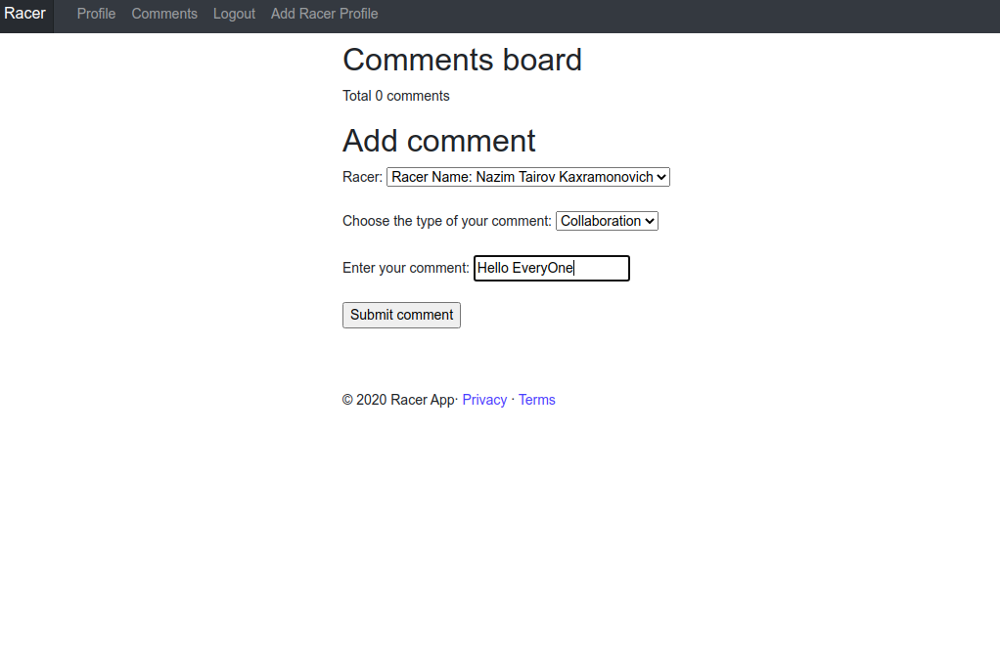 Racer Profile Comments Logout Add Racer Profile
Comments board
Total 0 comments
Add comment
Racer: Racer Name: Nazim Tairov Kaxramonovich
Choose the type of your comment: Collaboration
Enter your comment: Hello EveryOne
Submit comment
© 2020 Racer App· Privacy · Terms